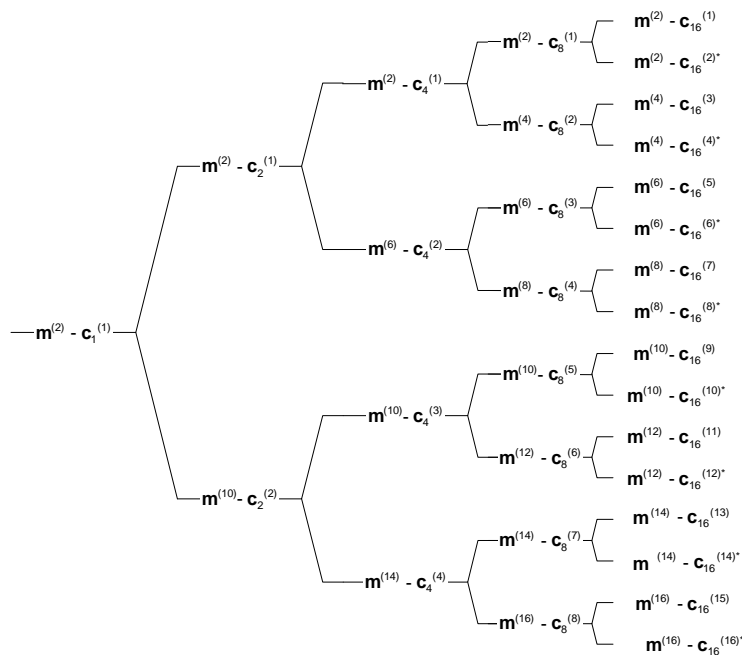 m(2) - c16(1)
m(2) - c8(1)
m(2) - c16(2)*
m(2) - c4(1)
m(4) - c16(3)
m(4) - c8(2)
m(4) - c16(4)*
m(2) - c2(1)
m(6) - c16(5)
m(6) - c8(3)
m(6) - c16(6)*
m(6) - c4(2)
m(8) - c16(7)
m(8) - c8(4)
m(8) - c16(8)*
m(2) - c1(1)
m(10) - c16(9)
m(10) - c8(5)
m(10) - c16(10)*
m(10) - c4(3)
m(12) - c16(11)
m(12) - c8(6)
m(12) - c16(12)*
m(10) - c2(2)
m(14) - c16(13)
m(14) - c8(7)
m (14) - c16(14)*
m(14) - c4(4)
m(16) - c16(15)
m(16) - c8(8)
m(16) - c16(16)*